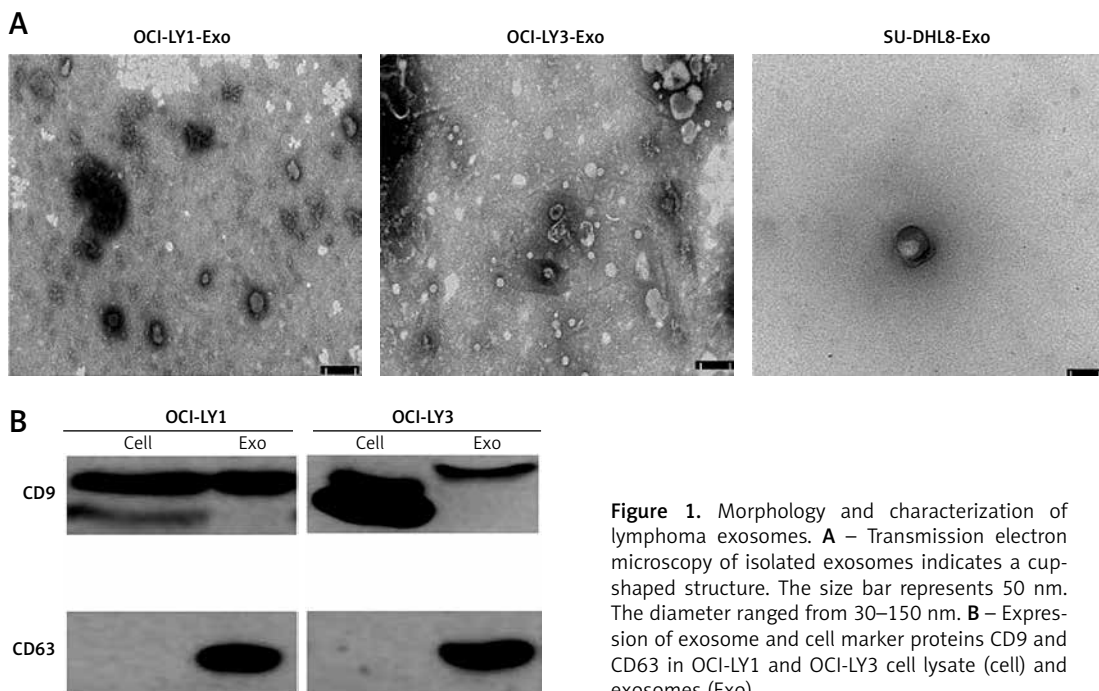 A
OCI-LY1-Exo OCI-LY3-Exo SU-DHL8-Exo
B
OCI-LY1 OCI-LY3
Cell Exo Cell Exo
CD9
CD63
Figure 1. Morphology and characterization of
lymphoma exosomes. A – Transmission electron
microscopy of isolated exosomes indicates a cup-
shaped structure. The size bar represents 50 nm.
The diameter ranged from 30–150 nm. B – Expres-
sion of exosome and cell marker proteins CD9 and
CD63 in OCI-LY1 and OCI-LY3 cell lysate (cell) and
exosomes (Exo)